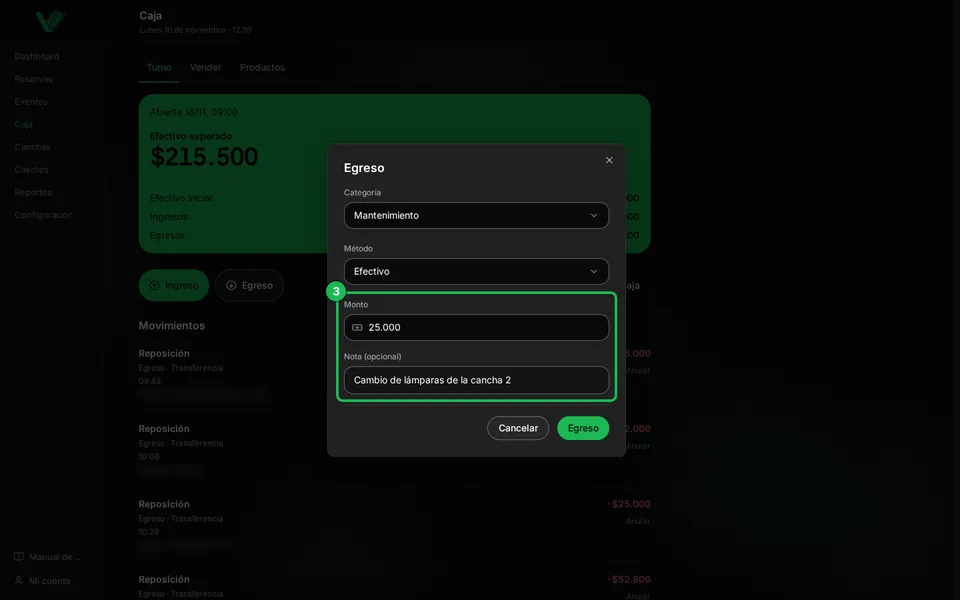 Caja
Lunes 16 de noviembre · 12:39
Dashboard
Reservas
Eventos
Caja
Canchas
Clientes
Reportes
Configuración
Manual de ...
Mi cuenta
Turno
Vender
Productos
Abierta 16/11, 09:00
Efectivo esperado
$215.500
Efectivo inicial
Ingresos
Egresos
Ingreso
Egreso
Movimientos
Reposición
Egreso · Transferencia
09:43
Anular
Reposición
Egreso · Transferencia
10:06
Anular
Reposición
Egreso · Transferencia
10:29
-$25.000
Anular
Reposición
Egreso · Transferencia
-$52.800
Anular
Egreso
Categoría
Mantenimiento
Método
Efectivo
3
Monto
25.000
Nota (opcional)
Cambio de lámparas de la cancha 2
Cancelar
Egreso